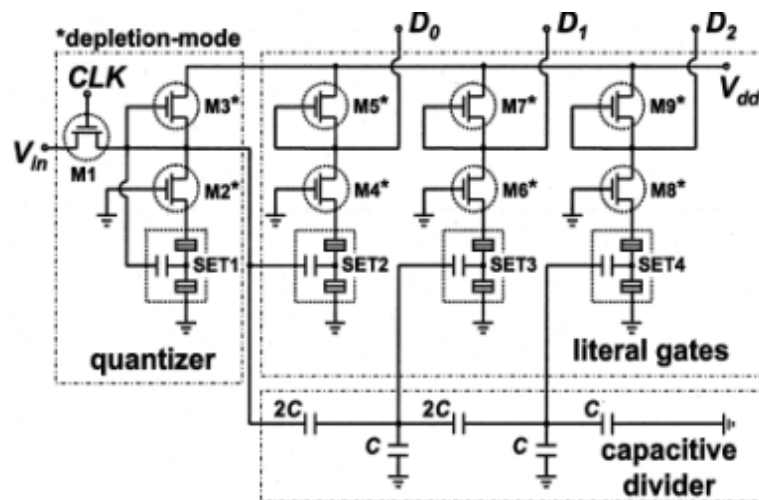 *depletion-mode
D0 D1 D2
CLK
M3* M5* M7* M9*
Vdd
Vin
M1
M2* M4* M6* M8*
SET1 SET2 SET3 SET4
quantizer
literal gates
2C 2C C
C C
capacitive
divider